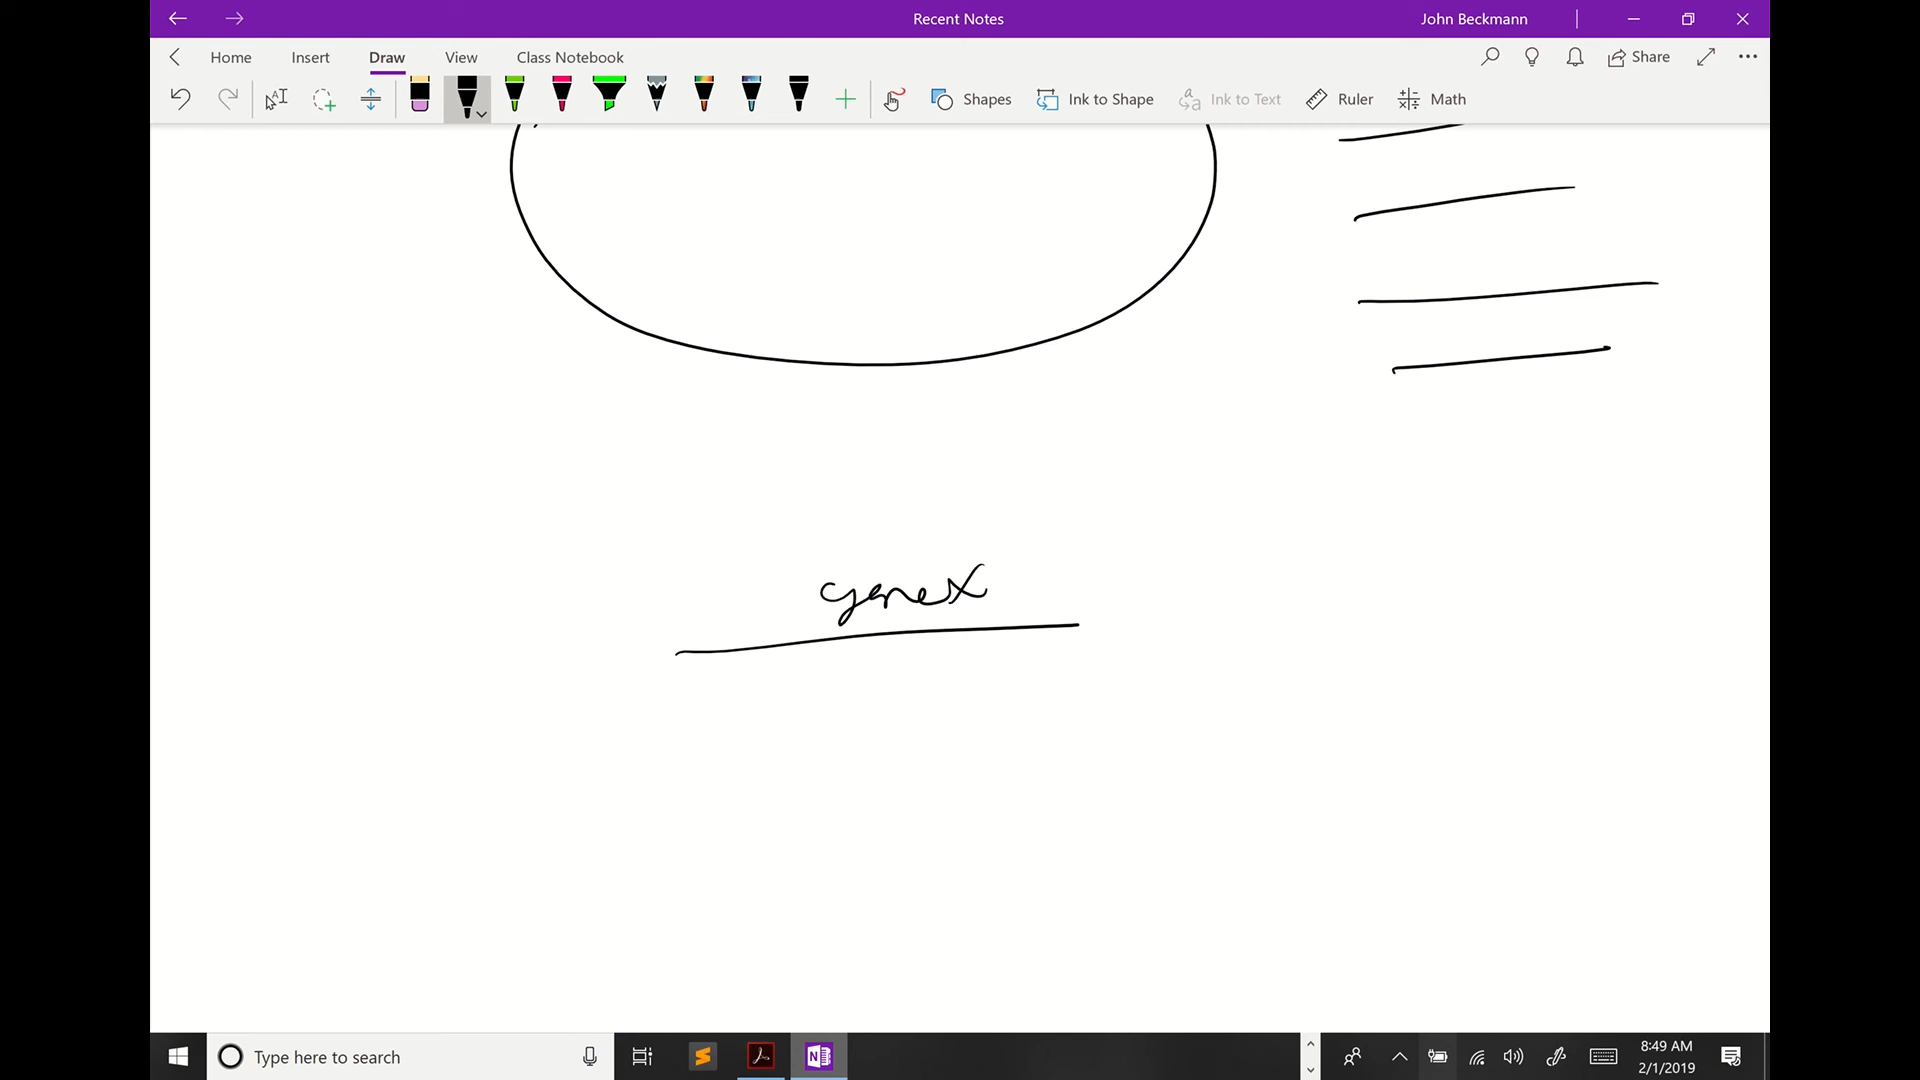 Recent Notes
John Beckmann
Home Insert Draw View Class Notebook
Share
Shapes Ink to Shape Ink to Text Ruler Math
gene X
Type here to search
8:49 AM
2/1/2019